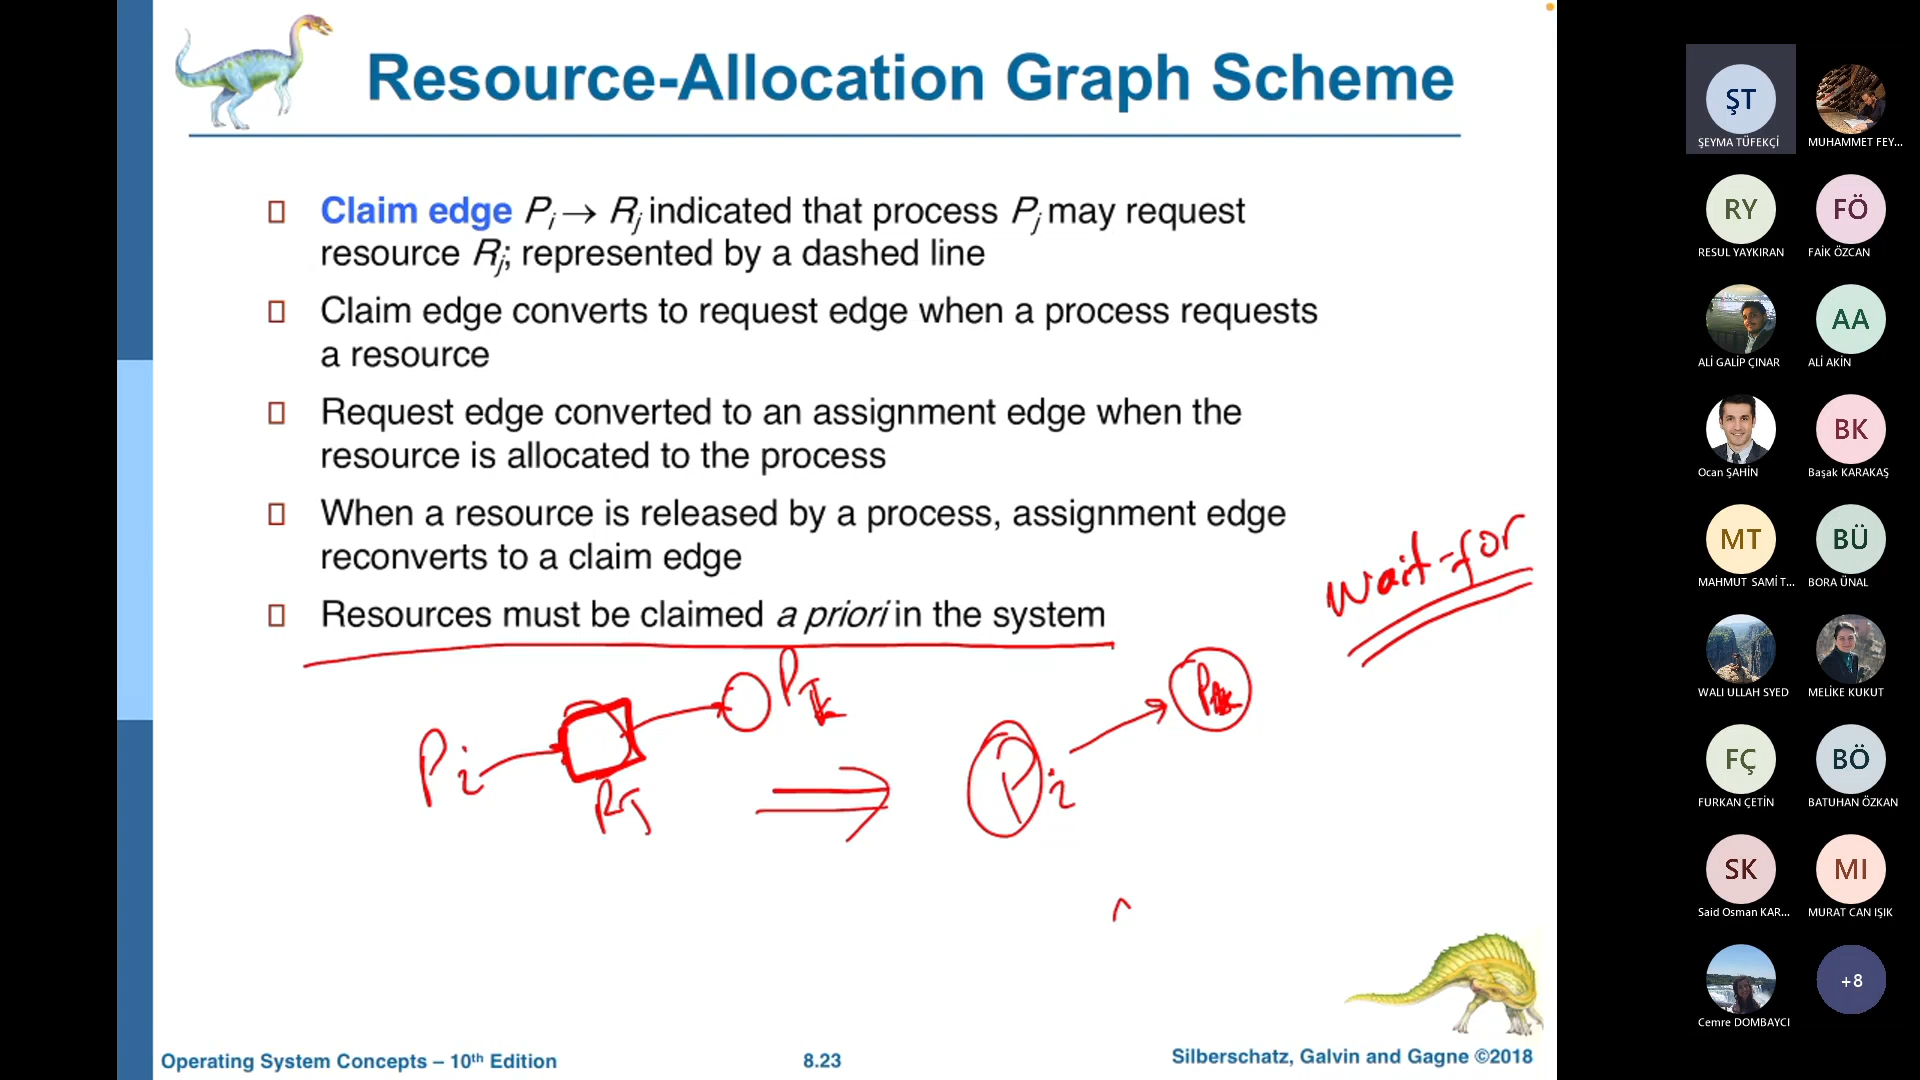 Resource-Allocation Graph Scheme
Claim edge Pi → Rj indicated that process Pj may request
resource Rj; represented by a dashed line
Claim edge converts to request edge when a process requests
a resource
Request edge converted to an assignment edge when the
resource is allocated to the process
When a resource is released by a process, assignment edge
reconverts to a claim edge
Resources must be claimed a priori in the system
wait-for
Pi
Rj
Pk
Pi
Operating System Concepts – 10th Edition
8.23
Silberschatz, Galvin and Gagne ©2018
ŞT
ŞEYMA TÜFEKÇİ
MUHAMMET FEY...
RY
RESUL YAYKIRAN
FÖ
FAİK ÖZCAN
ALİ GALİP ÇINAR
AA
ALİ AKİN
Ocan ŞAHİN
BK
Başak KARAKAŞ
MT
MAHMUT SAMİ T...
BÜ
BORA ÜNAL
WALI ULLAH SYED
MELİKE KUKUT
FÇ
FURKAN ÇETİN
BÖ
BATUHAN ÖZKAN
SK
Said Osman KAR...
MI
MURAT CAN IŞIK
Cemre DOMBAYCI
+8